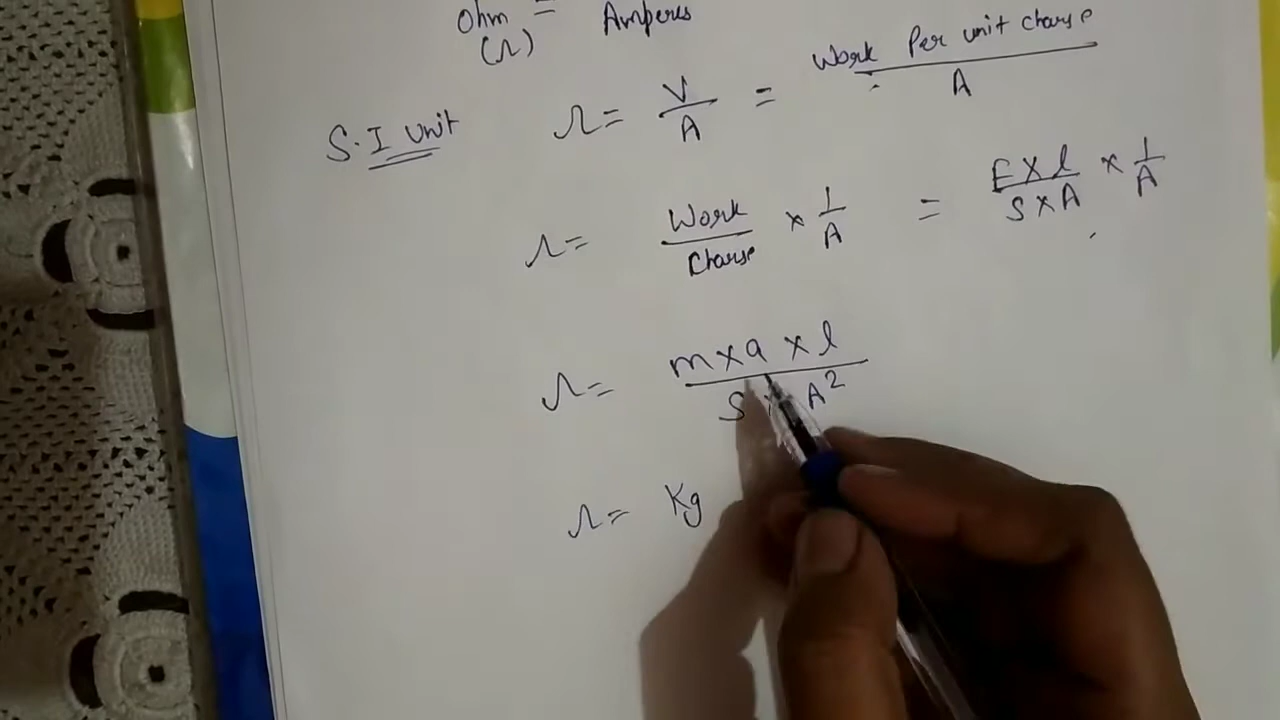 Ohm = Amperes
(Ω)
S.I Unit Ω = V/A = Work Per unit charge/A
Ω = Work/Charge × 1/A = F × l/S × A × 1/A
Ω = m × a × l/S × A²
Ω = Kg